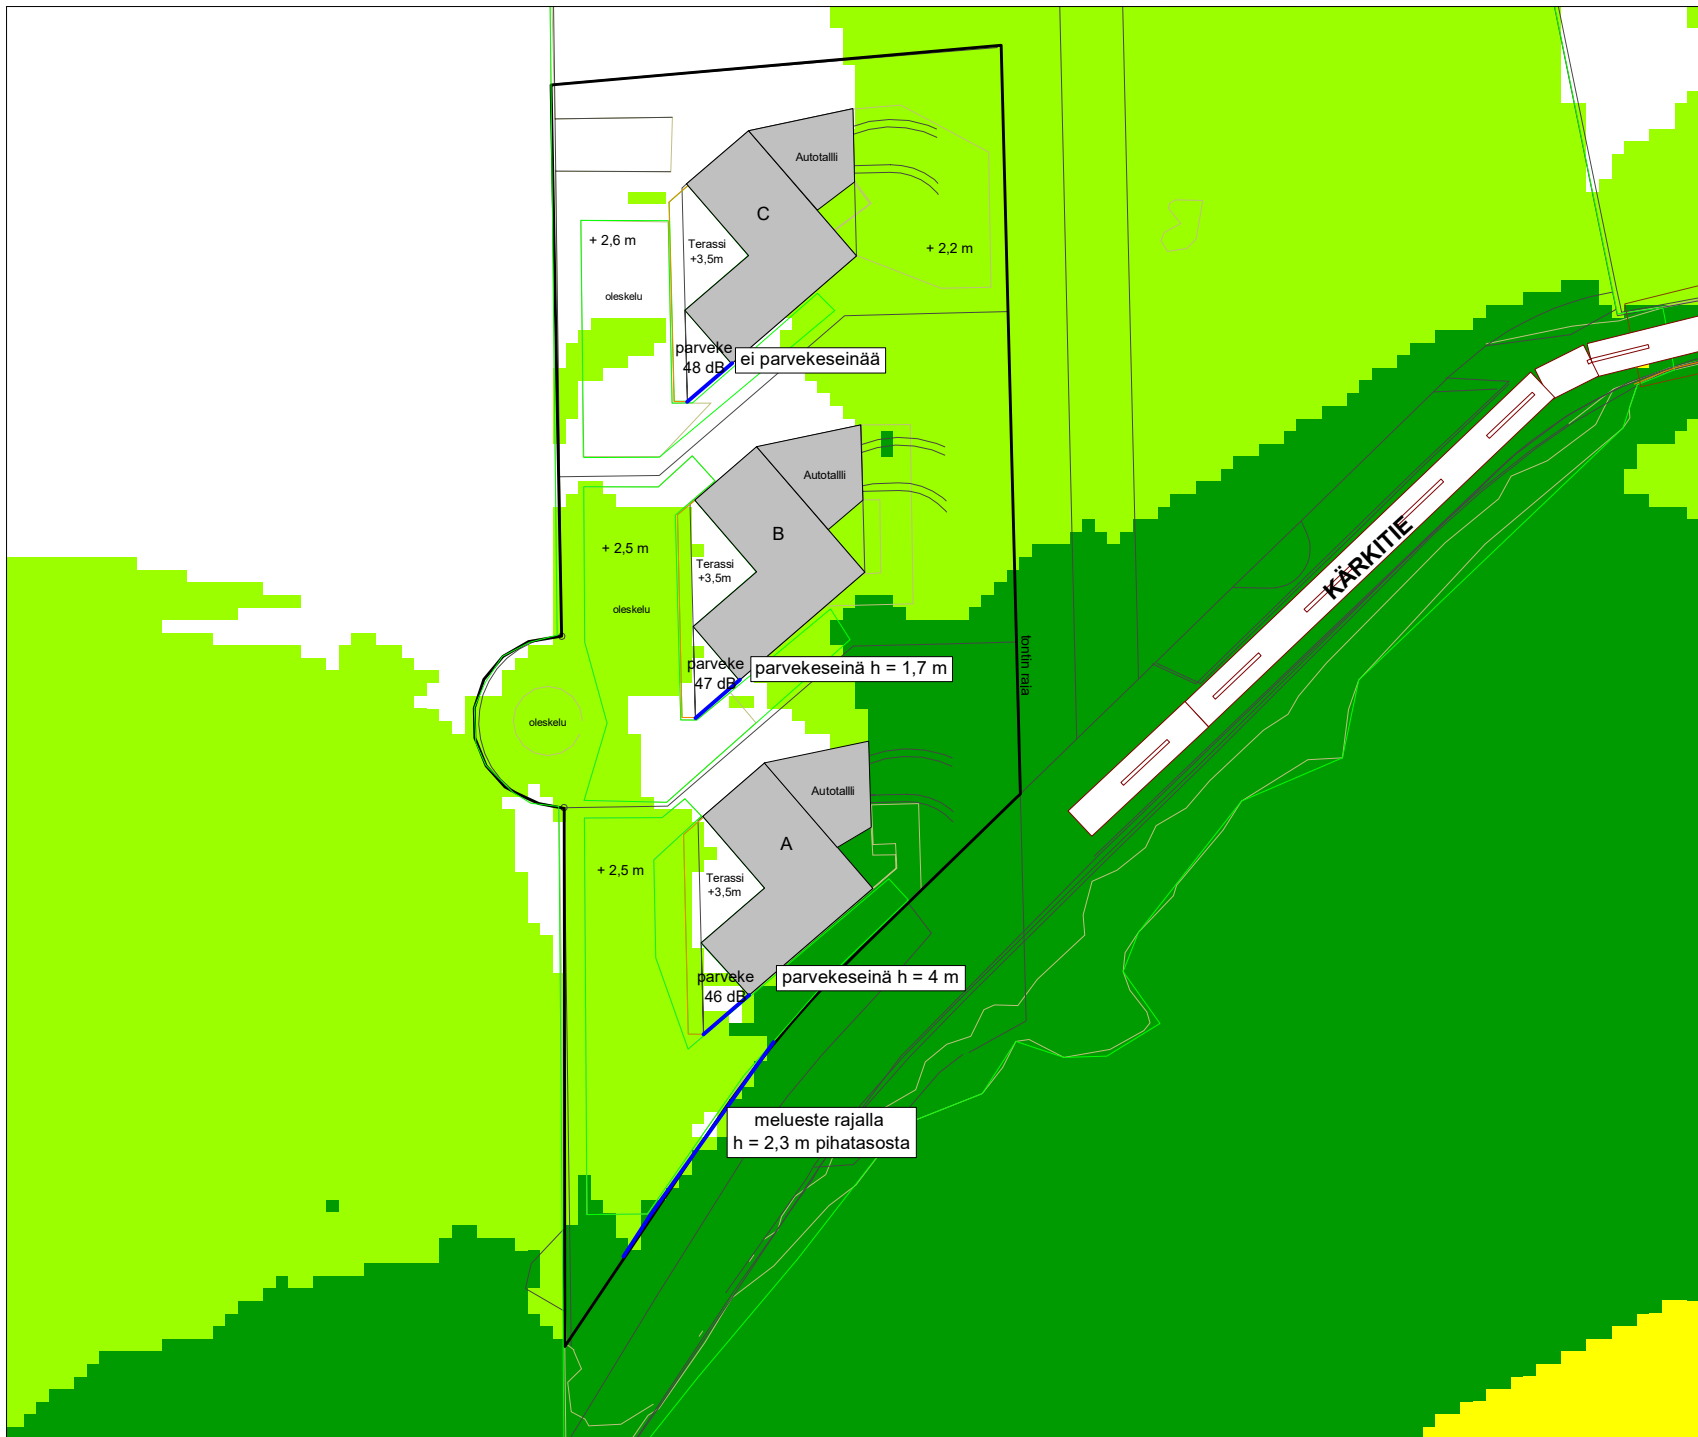 Autotallli
C
+ 2,6 m
Terassi
+3,5m
+ 2,2 m
oleskelu
parveke
48 dB
ei parvekeseinää
Autotallli
B
+ 2,5 m
Terassi
+3,5m
oleskelu
KÄRKITIE
tontin raja
parveke
47 dB
parvekeseinä h = 1,7 m
oleskelu
Autotallli
A
+ 2,5 m
Terassi
+3,5m
parveke
46 dB
parvekeseinä h = 4 m
melueste rajalla
h = 2,3 m pihatasosta